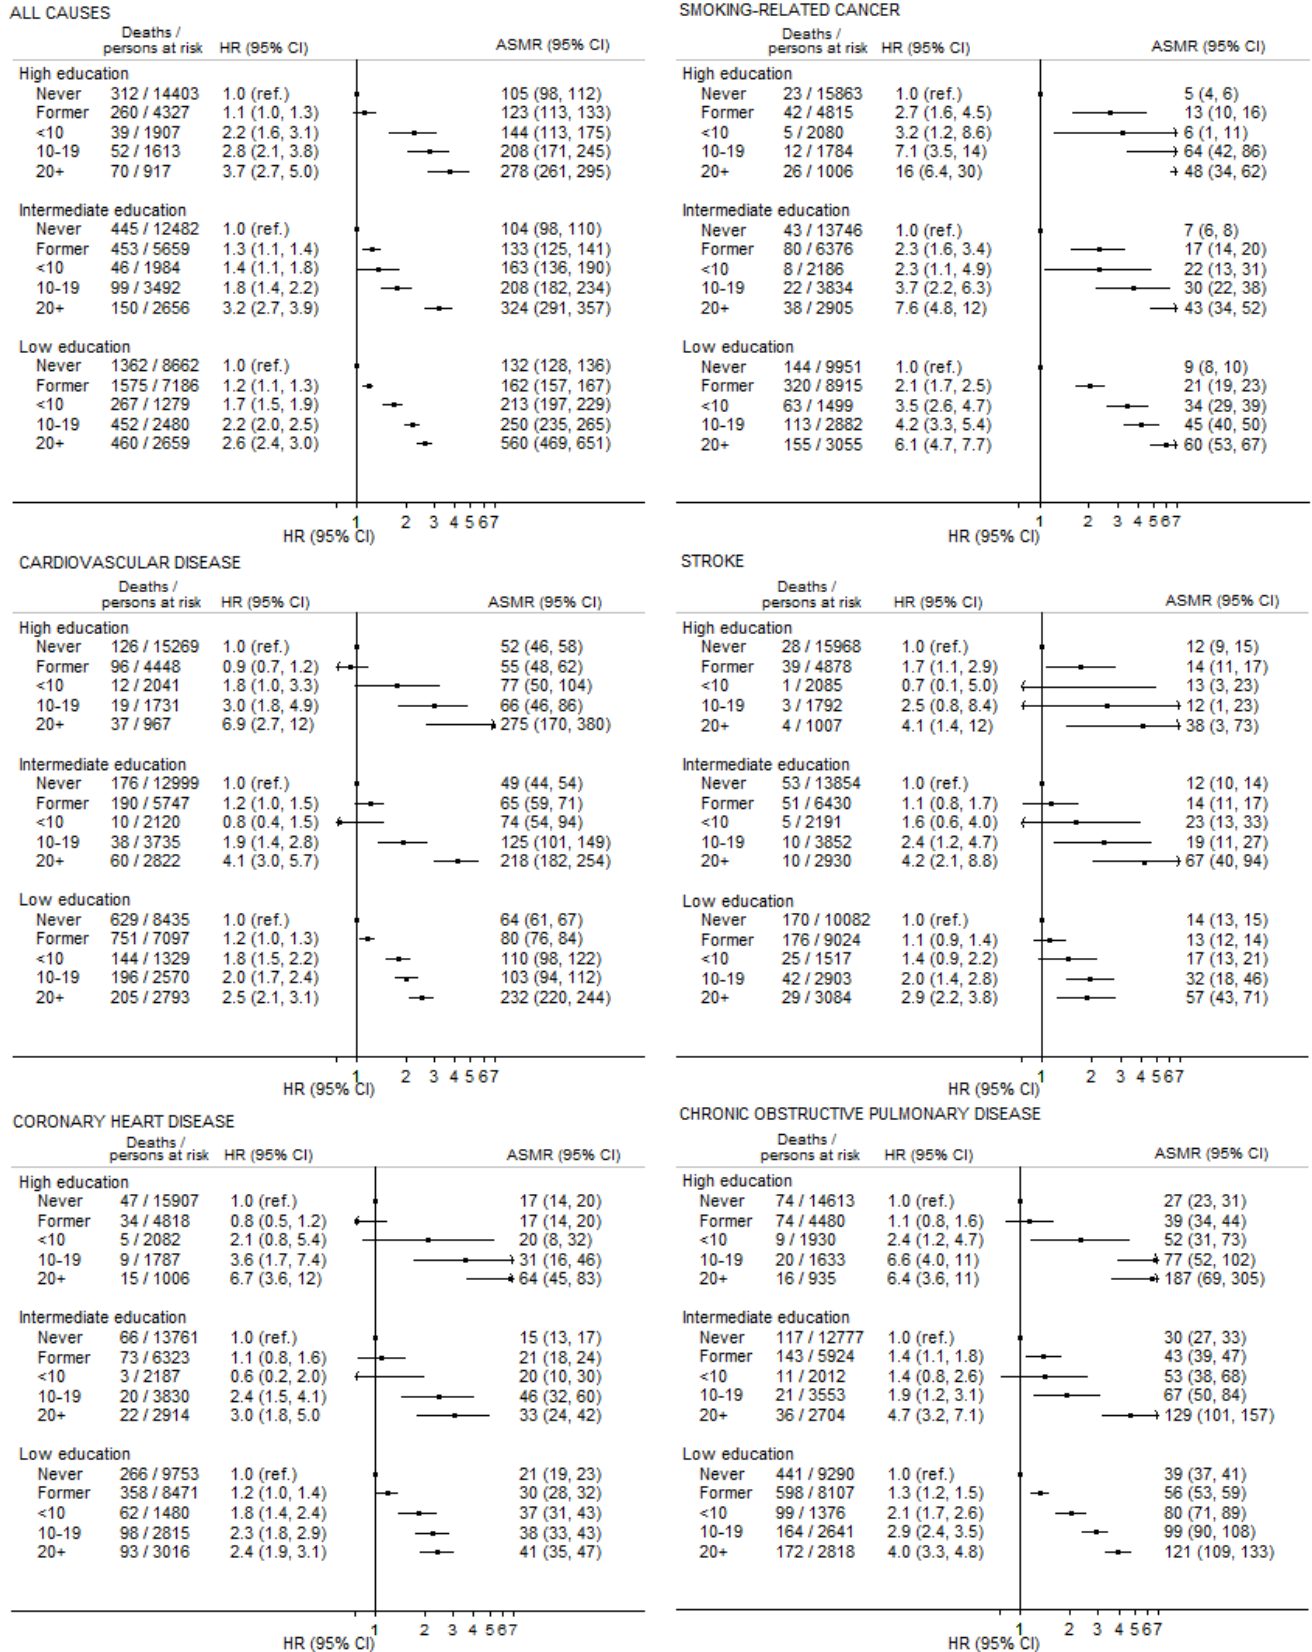 ALL CAUSES
Deaths /
persons at risk HR (95% CI) ASMR (95% CI)
High education
Never 312 / 14403 1.0 (ref.) 105 (98, 112)
Former 260 / 4327 1.1 (1.0, 1.3) 123 (113, 133)
<10 39 / 1907 2.2 (1.6, 3.1) 144 (113, 175)
10-19 52 / 1613 2.8 (2.1, 3.8) 208 (171, 245)
20+ 70 / 917 3.7 (2.7, 5.0) 278 (261, 295)
Intermediate education
Never 445 / 12482 1.0 (ref.) 104 (98, 110)
Former 453 / 5659 1.3 (1.1, 1.4) 133 (125, 141)
<10 46 / 1984 1.4 (1.1, 1.8) 163 (136, 190)
10-19 99 / 3492 1.8 (1.4, 2.2) 208 (182, 234)
20+ 150 / 2656 3.2 (2.7, 3.9) 324 (291, 357)
Low education
Never 1362 / 8662 1.0 (ref.) 132 (128, 136)
Former 1575 / 7186 1.2 (1.1, 1.3) 162 (157, 167)
<10 267 / 1279 1.7 (1.5, 1.9) 213 (197, 229)
10-19 452 / 2480 2.2 (2.0, 2.5) 250 (235, 265)
20+ 460 / 2659 2.6 (2.4, 3.0) 560 (469, 651)
1 2 3 4 5 6 7
HR (95% CI)
SMOKING-RELATED CANCER
Deaths /
persons at risk HR (95% CI) ASMR (95% CI)
High education
Never 23 / 15863 1.0 (ref.) 5 (4, 6)
Former 42 / 4815 2.7 (1.6, 4.5) 13 (10, 16)
<10 5 / 2080 3.2 (1.2, 8.6) 6 (1, 11)
10-19 12 / 1784 7.1 (3.5, 14) 64 (42, 86)
20+ 26 / 1006 16 (6.4, 30) 48 (34, 62)
Intermediate education
Never 43 / 13746 1.0 (ref.) 7 (6, 8)
Former 80 / 6376 2.3 (1.6, 3.4) 17 (14, 20)
<10 8 / 2186 2.3 (1.1, 4.9) 22 (13, 31)
10-19 22 / 3834 3.7 (2.2, 6.3) 30 (22, 38)
20+ 38 / 2905 7.6 (4.8, 12) 43 (34, 52)
Low education
Never 144 / 9951 1.0 (ref.) 9 (8, 10)
Former 320 / 8915 2.1 (1.7, 2.5) 21 (19, 23)
<10 63 / 1499 3.5 (2.6, 4.7) 34 (29, 39)
10-19 113 / 2882 4.2 (3.3, 5.4) 45 (40, 50)
20+ 155 / 3055 6.1 (4.7, 7.7) 60 (53, 67)
1 2 3 4 5 6 7
HR (95% CI)
CARDIOVASCULAR DISEASE
Deaths /
persons at risk HR (95% CI) ASMR (95% CI)
High education
Never 126 / 15269 1.0 (ref.) 52 (46, 58)
Former 96 / 4448 0.9 (0.7, 1.2) 55 (48, 62)
<10 12 / 2041 1.8 (1.0, 3.3) 77 (50, 104)
10-19 19 / 1731 3.0 (1.8, 4.9) 66 (46, 86)
20+ 37 / 967 6.9 (2.7, 12) 275 (170, 380)
Intermediate education
Never 176 / 12999 1.0 (ref.) 49 (44, 54)
Former 190 / 5747 1.2 (1.0, 1.5) 65 (59, 71)
<10 10 / 2120 0.8 (0.4, 1.5) 74 (54, 94)
10-19 38 / 3735 1.9 (1.4, 2.8) 125 (101, 149)
20+ 60 / 2822 4.1 (3.0, 5.7) 218 (182, 254)
Low education
Never 629 / 8435 1.0 (ref.) 64 (61, 67)
Former 751 / 7097 1.2 (1.0, 1.3) 80 (76, 84)
<10 144 / 1329 1.8 (1.5, 2.2) 110 (98, 122)
10-19 196 / 2570 2.0 (1.7, 2.4) 103 (94, 112)
20+ 205 / 2793 2.5 (2.1, 3.1) 232 (220, 244)
1 2 3 4 5 6 7
HR (95% CI)
STROKE
Deaths /
persons at risk HR (95% CI) ASMR (95% CI)
High education
Never 28 / 15968 1.0 (ref.) 12 (9, 15)
Former 39 / 4878 1.7 (1.1, 2.9) 14 (11, 17)
<10 1 / 2085 0.7 (0.1, 5.0) 13 (3, 23)
10-19 3 / 1792 2.5 (0.8, 8.4) 12 (1, 23)
20+ 4 / 1007 4.1 (1.4, 12) 38 (3, 73)
Intermediate education
Never 53 / 13854 1.0 (ref.) 12 (10, 14)
Former 51 / 6430 1.1 (0.8, 1.7) 14 (11, 17)
<10 5 / 2191 1.6 (0.6, 4.0) 23 (13, 33)
10-19 10 / 3852 2.4 (1.2, 4.7) 19 (11, 27)
20+ 10 / 2930 4.2 (2.1, 8.8) 67 (40, 94)
Low education
Never 170 / 10082 1.0 (ref.) 14 (13, 15)
Former 176 / 9024 1.1 (0.9, 1.4) 13 (12, 14)
<10 25 / 1517 1.4 (0.9, 2.2) 17 (13, 21)
10-19 42 / 2903 2.0 (1.4, 2.8) 32 (18, 46)
20+ 29 / 3084 2.9 (2.2, 3.8) 57 (43, 71)
1 2 3 4 5 6 7
HR (95% CI)
CORONARY HEART DISEASE
Deaths /
persons at risk HR (95% CI) ASMR (95% CI)
High education
Never 47 / 15907 1.0 (ref.) 17 (14, 20)
Former 34 / 4818 0.8 (0.5, 1.2) 17 (14, 20)
<10 5 / 2082 2.1 (0.8, 5.4) 20 (8, 32)
10-19 9 / 1787 3.6 (1.7, 7.4) 31 (16, 46)
20+ 15 / 1006 6.7 (3.6, 12) 64 (45, 83)
Intermediate education
Never 66 / 13761 1.0 (ref.) 15 (13, 17)
Former 73 / 6323 1.1 (0.8, 1.6) 21 (18, 24)
<10 3 / 2187 0.6 (0.2, 2.0) 20 (10, 30)
10-19 20 / 3830 2.4 (1.5, 4.1) 46 (32, 60)
20+ 22 / 2914 3.0 (1.8, 5.0 33 (24, 42)
Low education
Never 266 / 9753 1.0 (ref.) 21 (19, 23)
Former 358 / 8471 1.2 (1.0, 1.4) 30 (28, 32)
<10 62 / 1480 1.8 (1.4, 2.4) 37 (31, 43)
10-19 98 / 2815 2.3 (1.8, 2.9) 38 (33, 43)
20+ 93 / 3016 2.4 (1.9, 3.1) 41 (35, 47)
1 2 3 4 5 6 7
HR (95% CI)
CHRONIC OBSTRUCTIVE PULMONARY DISEASE
Deaths /
persons at risk HR (95% CI) ASMR (95% CI)
High education
Never 74 / 14613 1.0 (ref.) 27 (23, 31)
Former 74 / 4480 1.1 (0.8, 1.6) 39 (34, 44)
<10 9 / 1930 2.4 (1.2, 4.7) 52 (31, 73)
10-19 20 / 1633 6.6 (4.0, 11) 77 (52, 102)
20+ 16 / 935 6.4 (3.6, 11) 187 (69, 305)
Intermediate education
Never 117 / 12777 1.0 (ref.) 30 (27, 33)
Former 143 / 5924 1.4 (1.1, 1.8) 43 (39, 47)
<10 11 / 2012 1.4 (0.8, 2.6) 53 (38, 68)
10-19 21 / 3553 1.9 (1.2, 3.1) 67 (50, 84)
20+ 36 / 2704 4.7 (3.2, 7.1) 129 (101, 157)
Low education
Never 441 / 9290 1.0 (ref.) 39 (37, 41)
Former 598 / 8107 1.3 (1.2, 1.5) 56 (53, 59)
<10 99 / 1376 2.1 (1.7, 2.6) 80 (71, 89)
10-19 164 / 2641 2.9 (2.4, 3.5) 99 (90, 108)
20+ 172 / 2818 4.0 (3.3, 4.8) 121 (109, 133)
1 2 3 4 5 6 7
HR (95% CI)